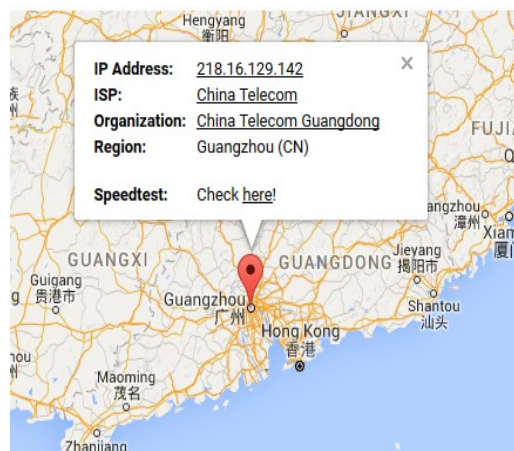 Hengyang
衡阳
JIANGXI
IP Address: 218.16.129.142
ISP: China Telecom
Organization: China Telecom Guangdong
Region: Guangzhou (CN)
Speedtest: Check here!
×
FUJIA
angzhou
漳州
Xiam
厦门
GUANGXI
GUANGDONG
Jieyang
揭阳市
Guigang
贵港市
Guangzhou
广州
Shantou
汕头
Hong Kong
香港
Maoming
茂名
Zhanjiang